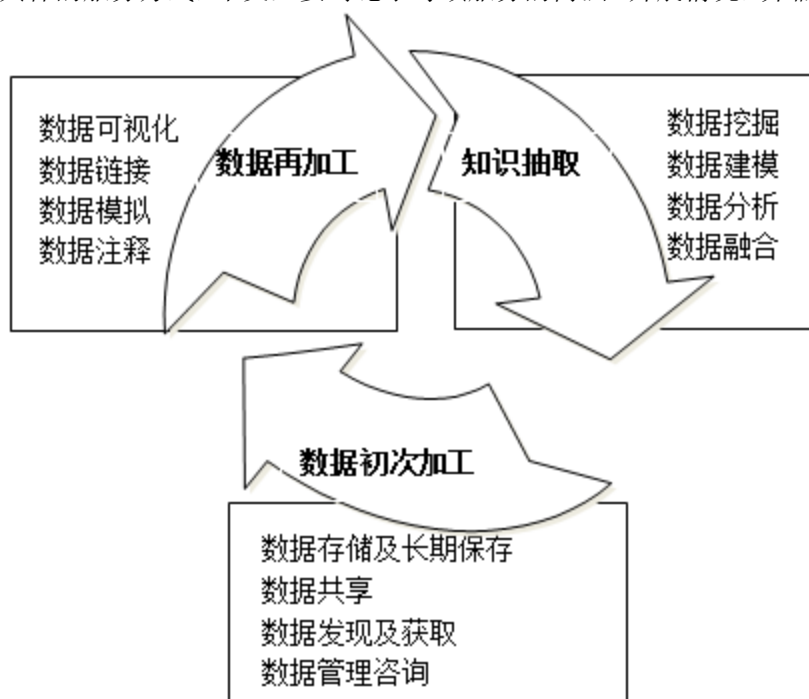 数据可视化
数据链接
数据模拟
数据注释
数据再加工
知识抽取
数据挖掘
数据建模
数据分析
数据融合
数据初次加工
数据存储及长期保存
数据共享
数据发现及获取
数据管理咨询